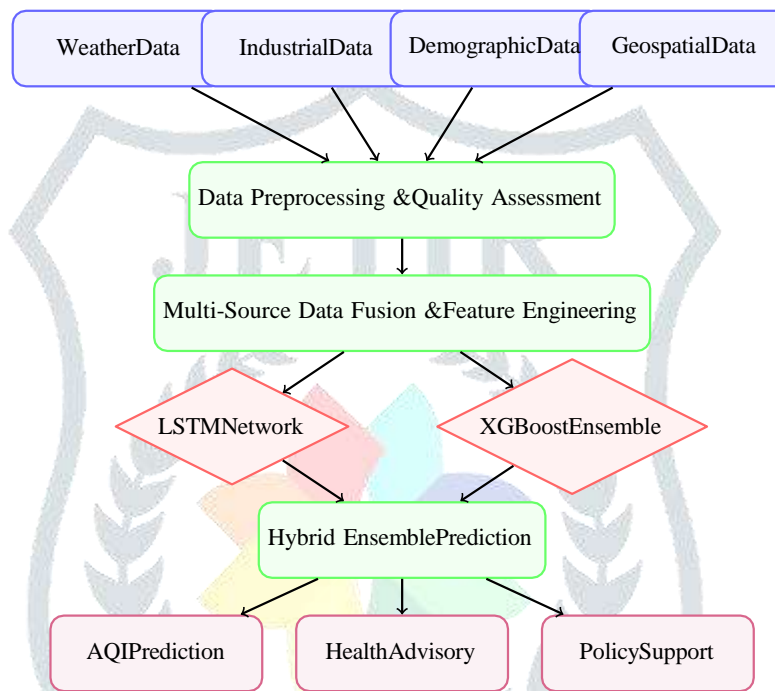 WeatherData
IndustrialData
DemographicData
GeospatialData
Data Preprocessing &Quality Assessment
JETIR
Multi-Source Data Fusion &Feature Engineering
LSTMNetwork
XGBoostEnsemble
Hybrid EnsemblePrediction
AQIPrediction
HealthAdvisory
PolicySupport